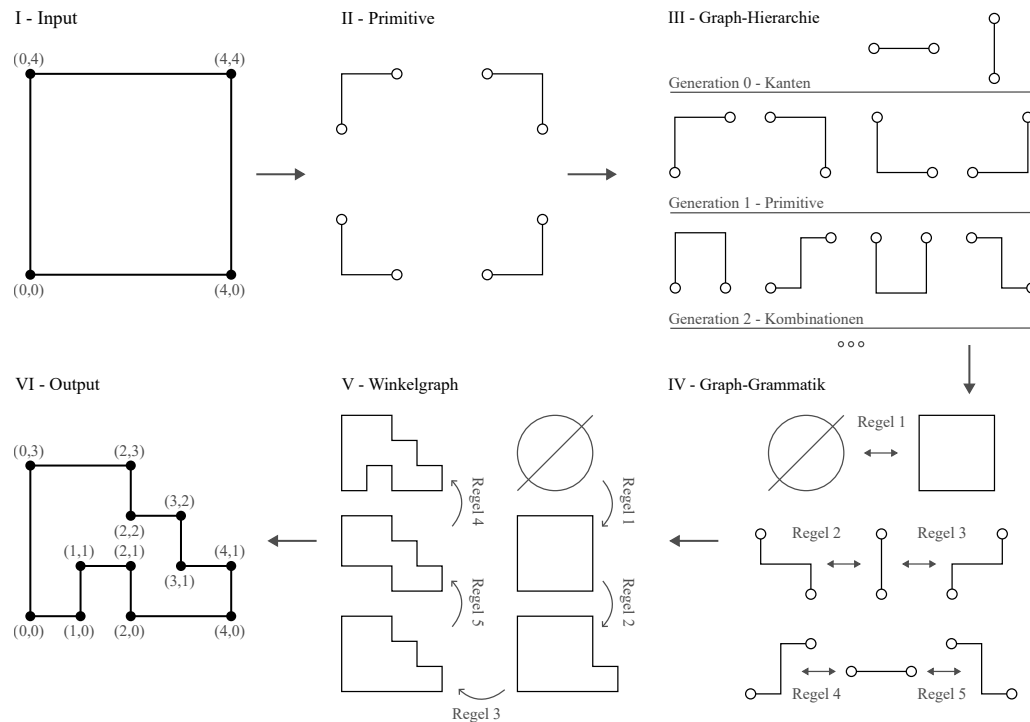 I - Input
(0,4)
(4,4)
(0,0)
(4,0)
II - Primitive
III - Graph-Hierarchie
Generation 0 - Kanten
Generation 1 - Primitive
Generation 2 - Kombinationen
IV - Graph-Grammatik
Regel 1
Regel 2
Regel 3
Regel 4
Regel 5
V - Winkelgraph
Regel 1
Regel 2
Regel 3
Regel 5
Regel 4
VI - Output
(0,3)
(2,3)
(3,2)
(2,2)
(1,1)
(2,1)
(4,1)
(3,1)
(0,0)
(1,0)
(2,0)
(4,0)